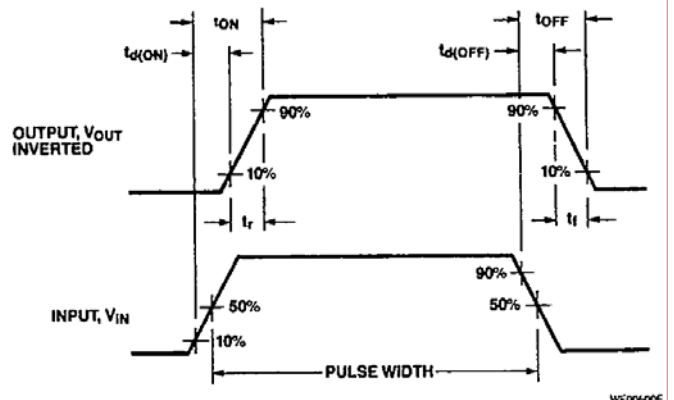 tON
tOFF
td(ON)
td(OFF)
90%
90%
OUTPUT, VOUT
INVERTED
10%
10%
tr
tf
90%
INPUT, VIN
50%
50%
10%
PULSE WIDTH